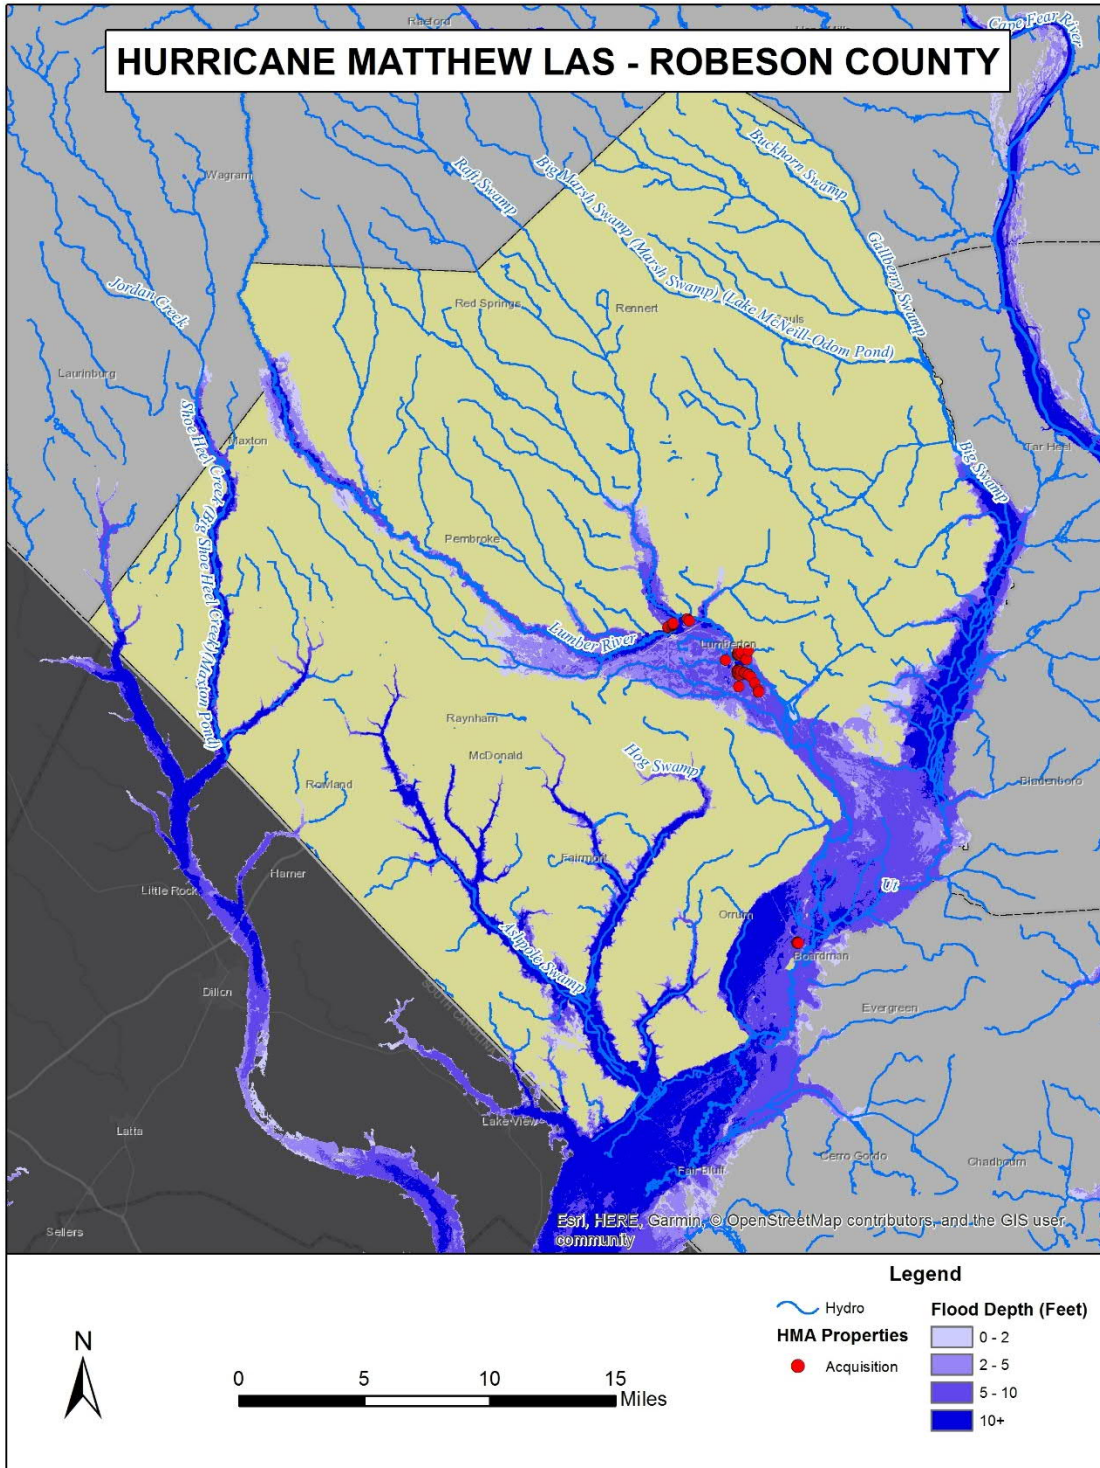 Raeford
Cape Fear River
HURRICANE MATTHEW LAS - ROBESON COUNTY
Wagram
Raft Swamp
Big Marsh Swamp (Marsh Swamp) (Lake McNeill-Odom Pond)
Buckhorn Swamp
Gallberry Swamp
Jordan Creek
Red Springs
Rennert
Laurinburg
Shoe Heel Creek (Big Shoe Heel Creek)(Maxton Pond)
Maxton
Tar Heel
Big Swamp
Pembroke
Lumber River
Lumberton
Raynham
McDonald
Hog Swamp
Rowland
Bladenboro
Fairmont
Hamer
Little Rock
Ut
Orrum
Ashpole Swamp
Boardman
Dillon
Evergreen
Lake View
Latta
Cerro Gordo
Chadbourn
Fair Bluff
Sellers
Esri, HERE, Garmin, © OpenStreetMap contributors, and the GIS user
community
Legend
Hydro
HMA Properties
Acquisition
Flood Depth (Feet)
0 - 2
2 - 5
5 - 10
10+
N
0 5 10 15
Miles